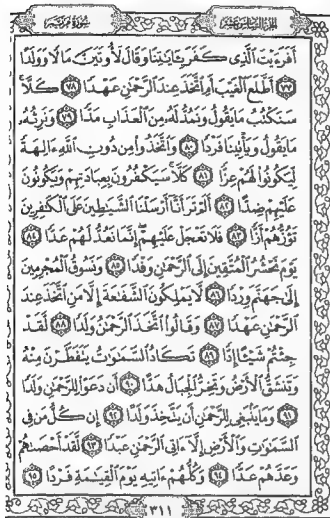 الجزء السادس عشر سورة مريم
أَفَرَءَيْتَ ٱلَّذِى كَفَرَ بِـَٔايَـٰتِنَا وَقَالَ لَأُوتَيَنَّ مَالًا وَوَلَدًا
﴿٧٧﴾ أَطَّلَعَ ٱلْغَيْبَ أَمِ ٱتَّخَذَ عِندَ ٱلرَّحْمَـٰنِ عَهْدًا ﴿٧٨﴾ كَلَّا
سَنَكْتُبُ مَا يَقُولُ وَنَمُدُّ لَهُۥ مِنَ ٱلْعَذَابِ مَدًّا ﴿٧٩﴾ وَنَرِثُهُۥ
مَا يَقُولُ وَيَأْتِينَا فَرْدًا ﴿٨٠﴾ وَٱتَّخَذُوا۟ مِن دُونِ ٱللَّهِ ءَالِهَةً
لِّيَكُونُوا۟ لَهُمْ عِزًّا ﴿٨١﴾ كَلَّا سَيَكْفُرُونَ بِعِبَادَتِهِمْ وَيَكُونُونَ
عَلَيْهِمْ ضِدًّا ﴿٨٢﴾ أَلَمْ تَرَ أَنَّآ أَرْسَلْنَا ٱلشَّيَـٰطِينَ عَلَى ٱلْكَـٰفِرِينَ
تَؤُزُّهُمْ أَزًّا ﴿٨٣﴾ فَلَا تَعْجَلْ عَلَيْهِمْ إِنَّمَا نَعُدُّ لَهُمْ عَدًّا ﴿٨٤﴾
يَوْمَ نَحْشُرُ ٱلْمُتَّقِينَ إِلَى ٱلرَّحْمَـٰنِ وَفْدًا ﴿٨٥﴾ وَنَسُوقُ ٱلْمُجْرِمِينَ
إِلَىٰ جَهَنَّمَ وِرْدًا ﴿٨٦﴾ لَّا يَمْلِكُونَ ٱلشَّفَـٰعَةَ إِلَّا مَنِ ٱتَّخَذَ عِندَ
ٱلرَّحْمَـٰنِ عَهْدًا ﴿٨٧﴾ وَقَالُوا۟ ٱتَّخَذَ ٱلرَّحْمَـٰنُ وَلَدًا ﴿٨٨﴾ لَّقَدْ
جِئْتُمْ شَيْـًٔا إِدًّا ﴿٨٩﴾ تَكَادُ ٱلسَّمَـٰوَٰتُ يَتَفَطَّرْنَ مِنْهُ
وَتَنشَقُّ ٱلْأَرْضُ وَتَخِرُّ ٱلْجِبَالُ هَدًّا ﴿٩٠﴾ أَن دَعَوْا۟ لِلرَّحْمَـٰنِ وَلَدًا
﴿٩١﴾ وَمَا يَنۢبَغِى لِلرَّحْمَـٰنِ أَن يَتَّخِذَ وَلَدًا ﴿٩٢﴾ إِن كُلُّ مَن فِى
ٱلسَّمَـٰوَٰتِ وَٱلْأَرْضِ إِلَّآ ءَاتِى ٱلرَّحْمَـٰنِ عَبْدًا ﴿٩٣﴾ لَّقَدْ أَحْصَىٰهُمْ
وَعَدَّهُمْ عَدًّا ﴿٩٤﴾ وَكُلُّهُمْ ءَاتِيهِ يَوْمَ ٱلْقِيَـٰمَةِ فَرْدًا ﴿٩٥﴾
٣١١